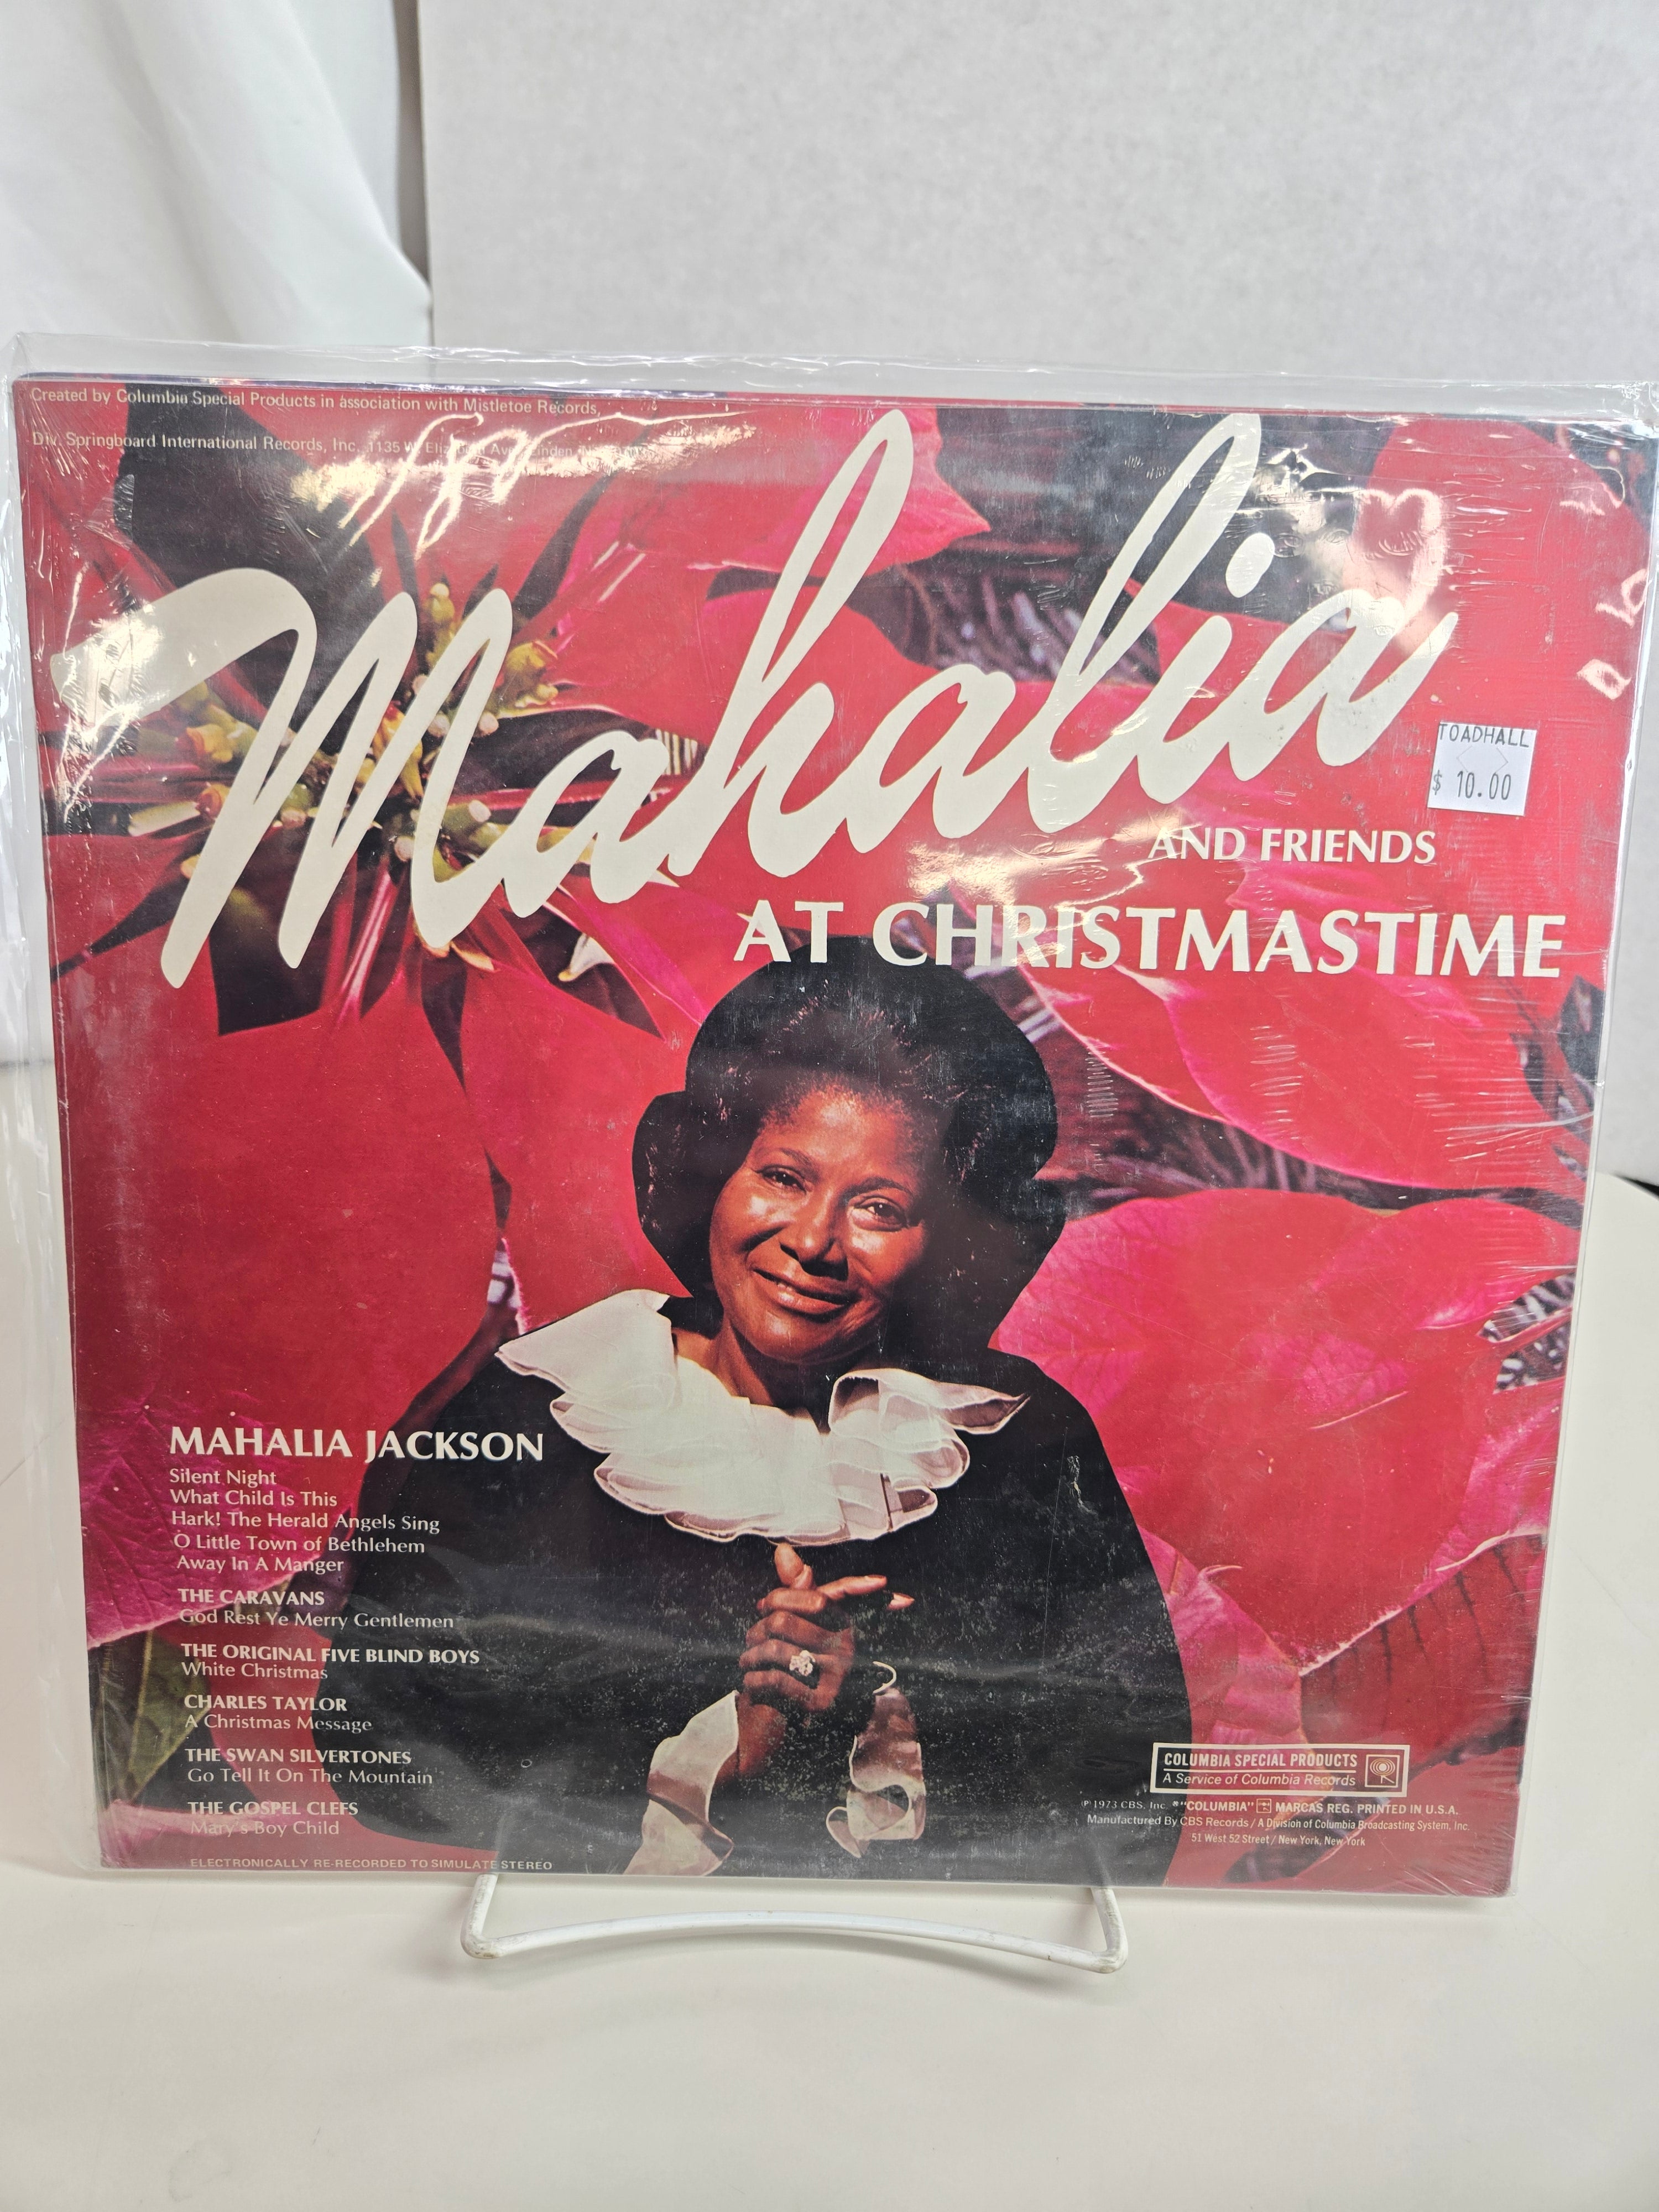 Created by Columbia Special Products in association with Mistletoe Records,
Div. Springboard International Records, Inc. 1135 W. Elizabeth Ave., Linden,
Mahalia
TOADHALL
$ 10.00
AND FRIENDS
AT CHRISTMASTIME
MAHALIA JACKSON
Silent Night
What Child Is This
Hark! The Herald Angels Sing
O Little Town of Bethlehem
Away In A Manger
THE CARAVANS
God Rest Ye Merry Gentlemen
THE ORIGINAL FIVE BLIND BOYS
White Christmas
CHARLES TAYLOR
A Christmas Message
THE SWAN SILVERTONES
Go Tell It On The Mountain
THE GOSPEL CLEFS
Mary's Boy Child
ELECTRONICALLY RE-RECORDED TO SIMULATE STEREO
COLUMBIA SPECIAL PRODUCTS
A Service of Columbia Records
℗ 1973 CBS, Inc. ® "COLUMBIA" MARCAS REG. PRINTED IN U.S.A.
Manufactured By CBS Records / A Division of Columbia Broadcasting System, Inc.
51 West 52 Street / New York, New York